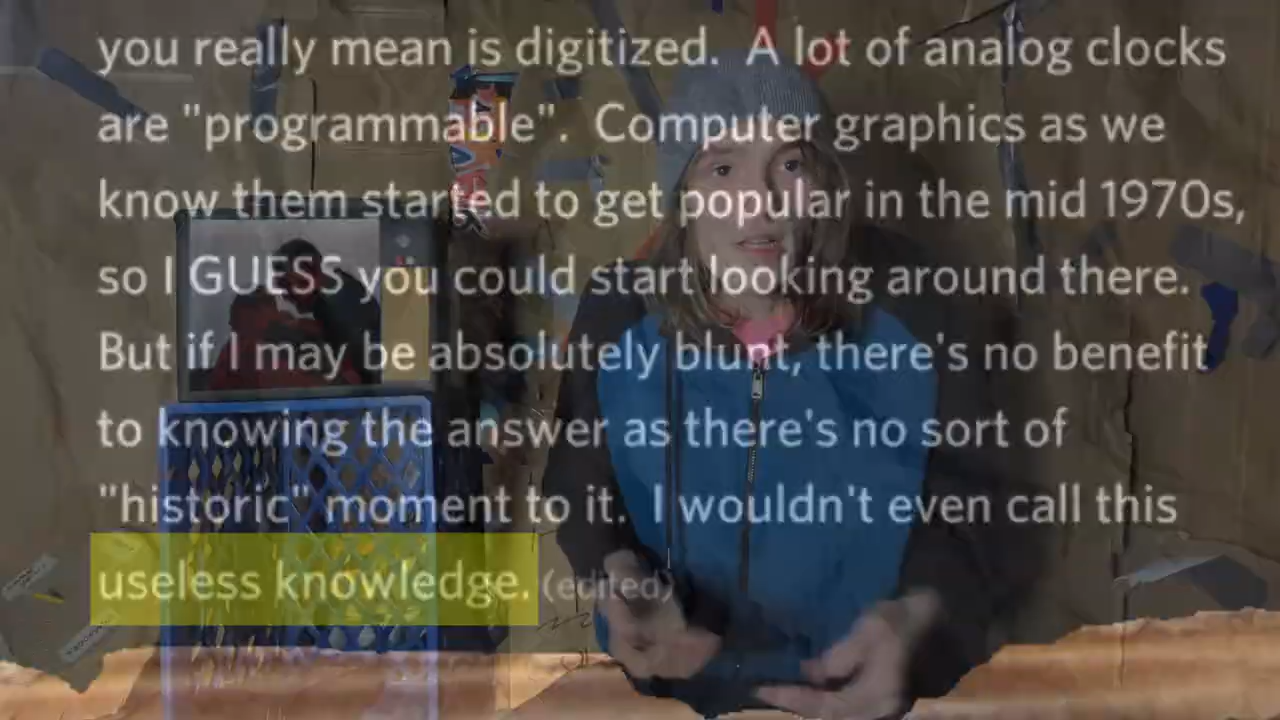 you really mean is digitized.  A lot of analog clocks
are "programmable".  Computer graphics as we
know them started to get popular in the mid 1970s,
so I GUESS you could start looking around there.
But if I may be absolutely blunt, there's no benefit
to knowing the answer as there's no sort of
"historic" moment to it.  I wouldn't even call this
useless knowledge. (edited)